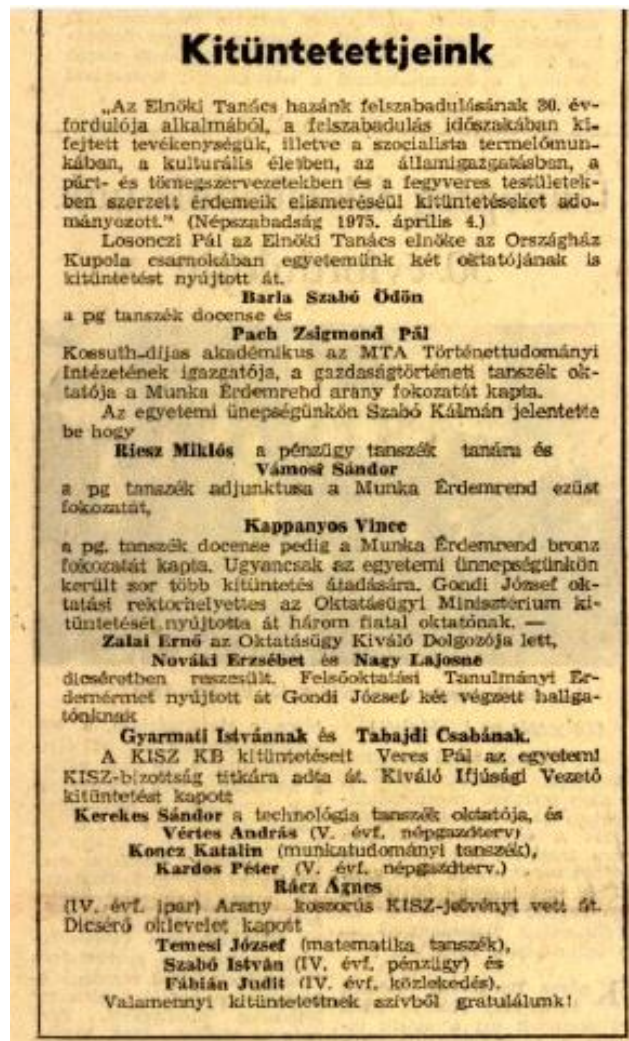 Kitüntetettjeink
„Az Elnöki Tanács hazánk felszabadulásának 30. év-
fordulója alkalmából, a felszabadulás időszakában ki-
fejtett tevékenységük, illetve a szocialista termelőmun-
kában, a kulturális életben, az államigazgatásban, a
párt- és tömegszervezetekben és a fegyveres testületek-
ben szerzett érdemeik elismeréséül kitüntetéseket ado-
mányozott.” (Népszabadság 1975. április 4.)
Losonczi Pál az Elnöki Tanács elnöke az Országház
Kupola csarnokában egyetemünk két oktatójának is
kitüntetést nyújtott át.
Barla Szabó Ödön
a pg tanszék docense és
Pach Zsigmond Pál
Kossuth-díjas akadémikus az MTA Történettudományi
Intézetének igazgatója, a gazdaságtörténeti tanszék ok-
tatója a Munka Érdemrend arany fokozatát kapta.
Az egyetemi ünepségünkön Szabó Kálmán jelentette
be hogy
Riesz Miklós a pénzügy tanszék tanára és
Vámosi Sándor
a pg tanszék adjunktusa a Munka Érdemrend ezüst
fokozatát,
Kappanyos Vince
a pg. tanszék docense pedig a Munka Érdemrend bronz
fokozatát kapta. Ugyancsak az egyetemi ünnepségünkön
került sor több kitüntetés átadására. Gondi József ok-
tatási rektorhelyettes az Oktatásügyi Minisztérium ki-
tüntetését nyújtotta át három fiatal oktatónak. —
Zalai Ernő az Oktatásügy Kiváló Dolgozója lett,
Nováki Erzsébet és Nagy Lajosne
dicséretben reszesült. Felsőoktatási Tanulmányi Ér-
demérmet nyújtott át Gondi József két végzett hallga-
tónknak
Gyarmati Istvánnak és Tabajdi Csabának.
A KISZ KB kitüntetéseit Veres Pál az egyetemi
KISZ-bizottság titkára adta át. Kiváló Ifjúsági Vezető
kitüntetést kapott
Kerekes Sándor a technológia tanszék oktatója, és
Vértes András (V. évf. népgazdterv)
Koncz Katalin (munkatudományi tanszék),
Kardos Péter (V. évf. népgazdterv.)
Rácz Ágnes
(IV. évf. ipar) Arany koszorús KISZ-jelvényt vett át.
Dicsérő oklevelet kapott
Temesi József (matematika tanszék),
Szabó István (IV. évf. pénzügy) és
Fábián Judit (IV. évf. közlekedés).
Valamennyi kitüntetettnek szívből gratulálunk!